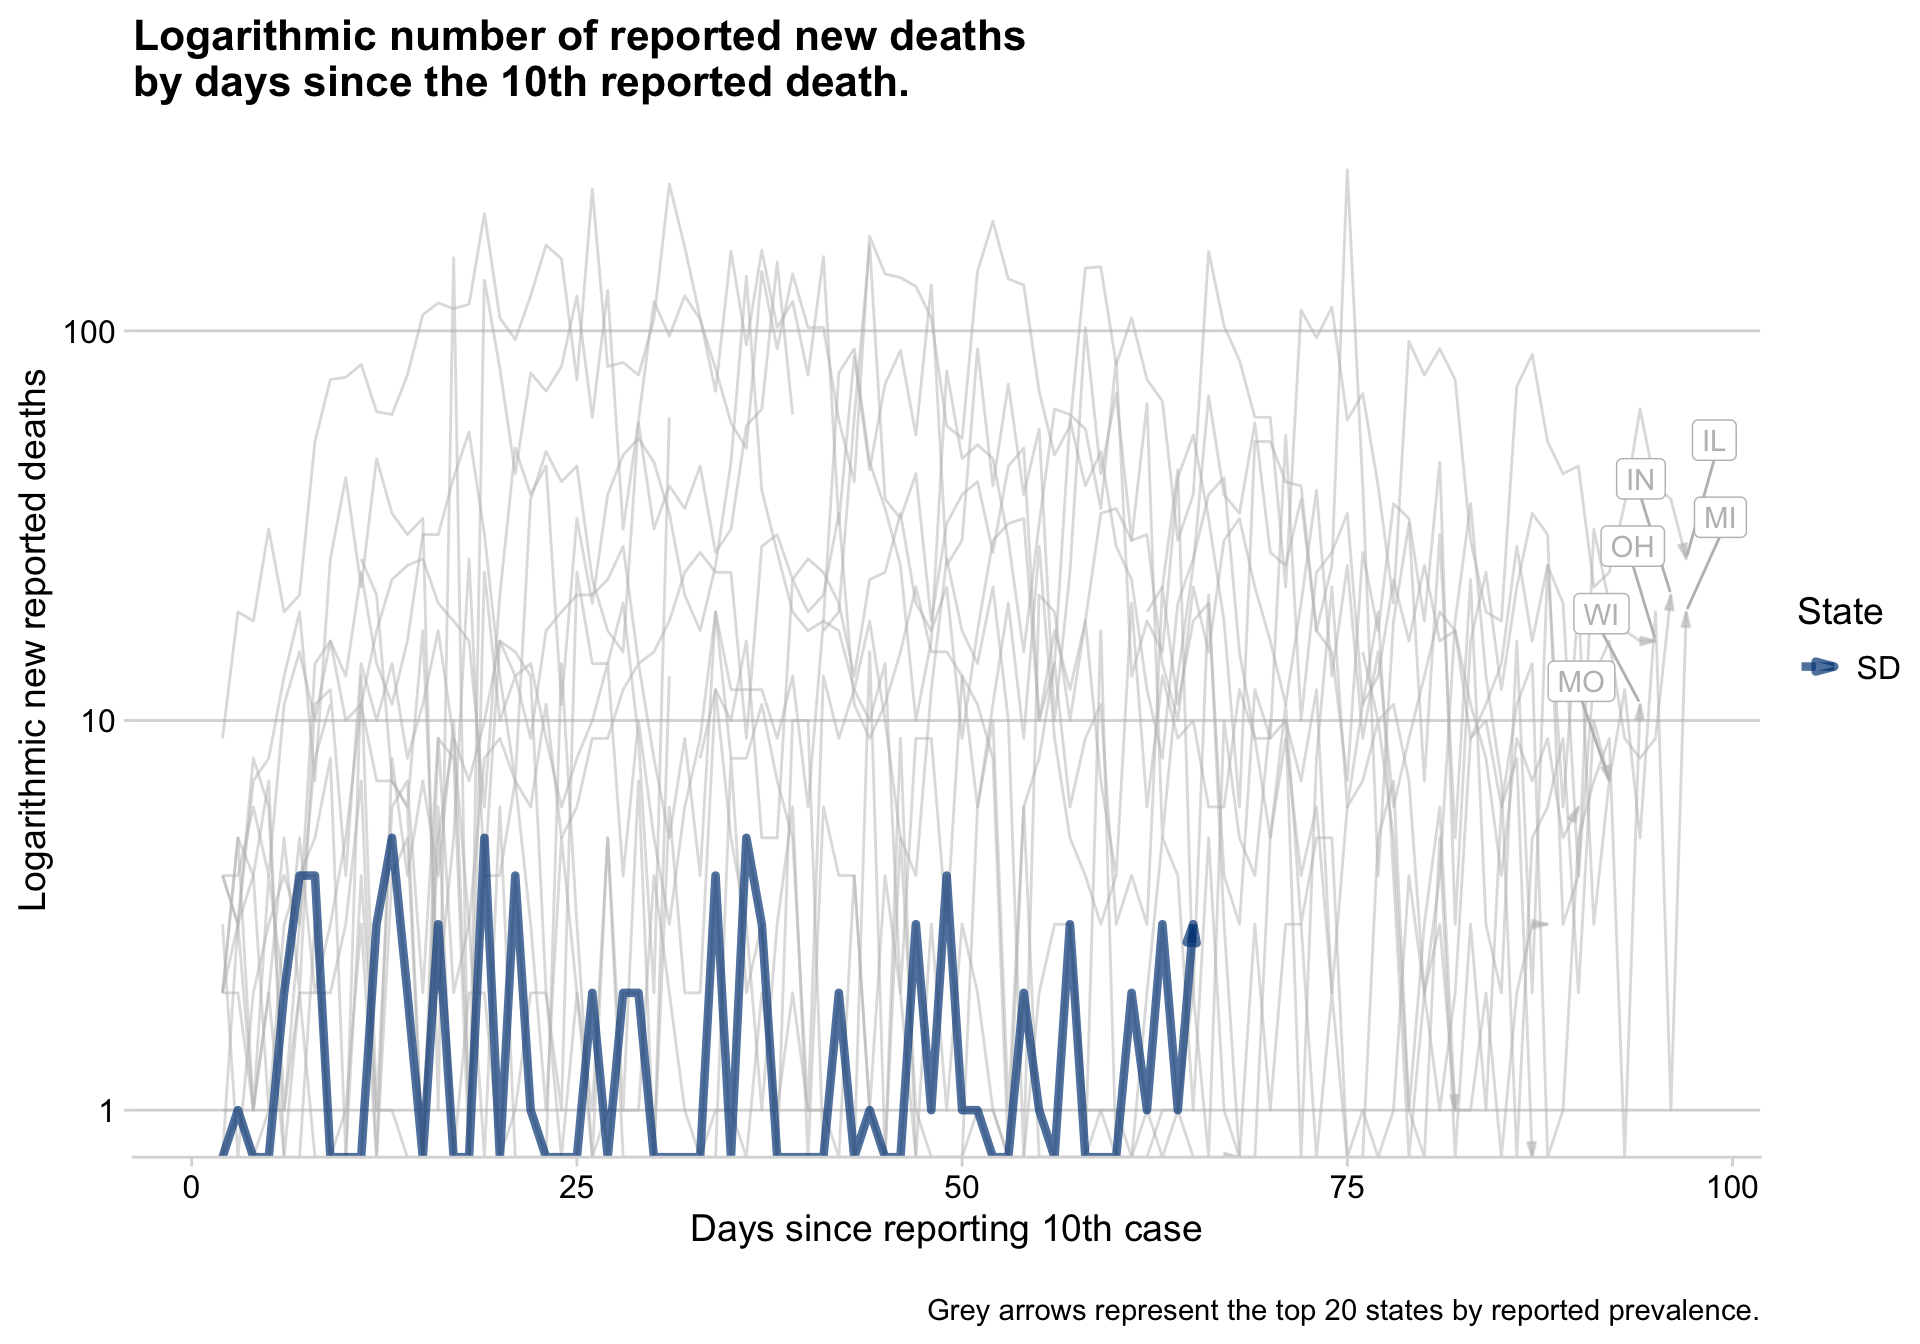 Logarithmic number of reported new deaths
by days since the 10th reported death.
Logarithmic new reported deaths
100
10
1
IL
IN
MI
OH
WI
MO
State
SD
0
25
50
75
100
Days since reporting 10th case
Grey arrows represent the top 20 states by reported prevalence.